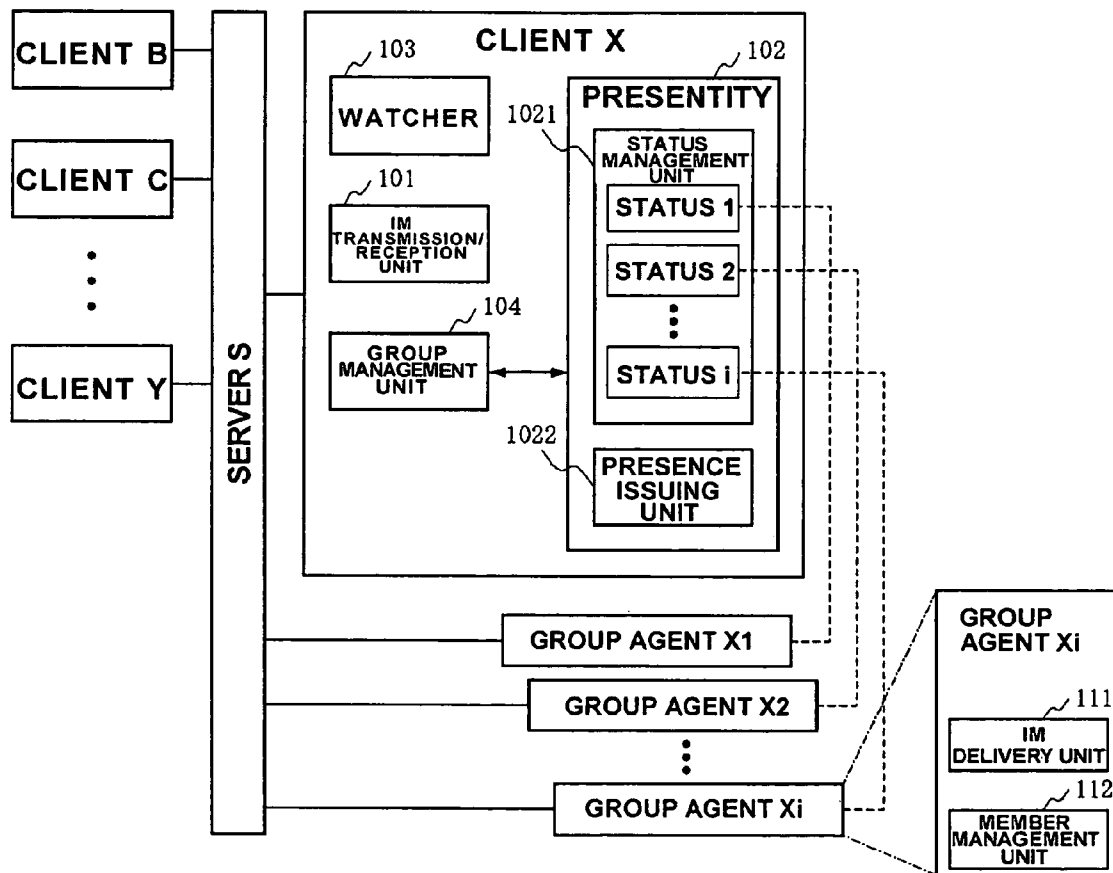 CLIENT B
CLIENT C
CLIENT Y
SERVER S
CLIENT X
103
WATCHER
101
IM
TRANSMISSION/
RECEPTION
UNIT
104
GROUP
MANAGEMENT
UNIT
102
PRESENTITY
1021
STATUS
MANAGEMENT
UNIT
STATUS 1
STATUS 2
STATUS i
1022
PRESENCE
ISSUING
UNIT
GROUP AGENT X1
GROUP AGENT X2
GROUP AGENT Xi
GROUP
AGENT Xi
111
IM
DELIVERY UNIT
112
MEMBER
MANAGEMENT
UNIT